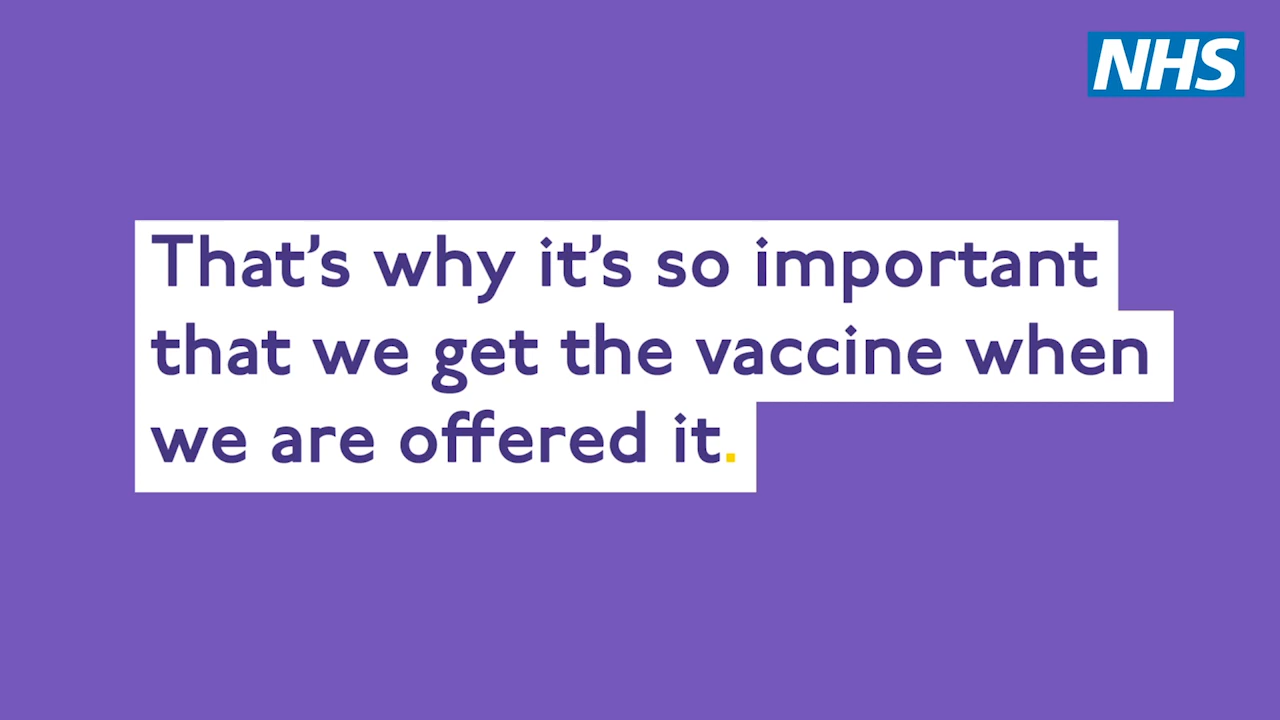 NHS
That’s why it’s so important
that we get the vaccine when
we are offered it.